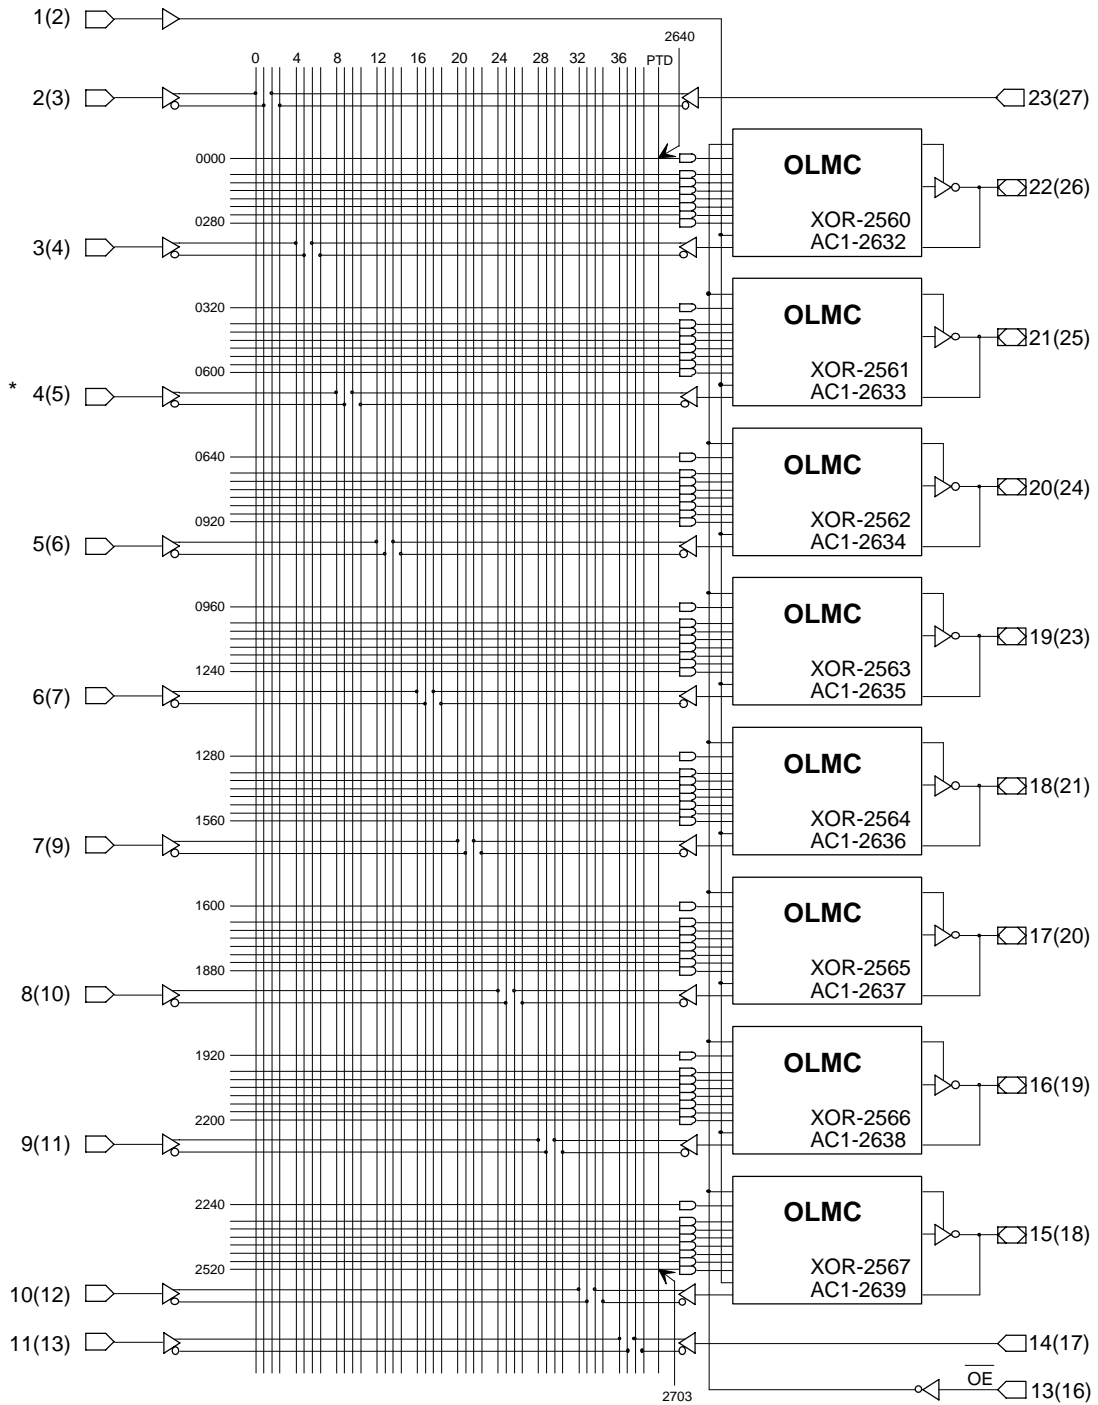 1(2)
2640
0 4 8 12 16 20 24 28 32 36 PTD
2(3)
23(27)
0000
OLMC
22(26)
0280
XOR-2560
3(4)
AC1-2632
0320
OLMC
21(25)
0600
XOR-2561
* 4(5)
AC1-2633
0640
OLMC
20(24)
0920
XOR-2562
5(6)
AC1-2634
0960
OLMC
19(23)
1240
XOR-2563
6(7)
AC1-2635
1280
OLMC
18(21)
1560
XOR-2564
7(9)
AC1-2636
1600
OLMC
17(20)
1880
XOR-2565
8(10)
AC1-2637
1920
OLMC
16(19)
2200
XOR-2566
9(11)
AC1-2638
2240
OLMC
15(18)
2520
XOR-2567
10(12)
AC1-2639
11(13)
14(17)
OE
13(16)
2703